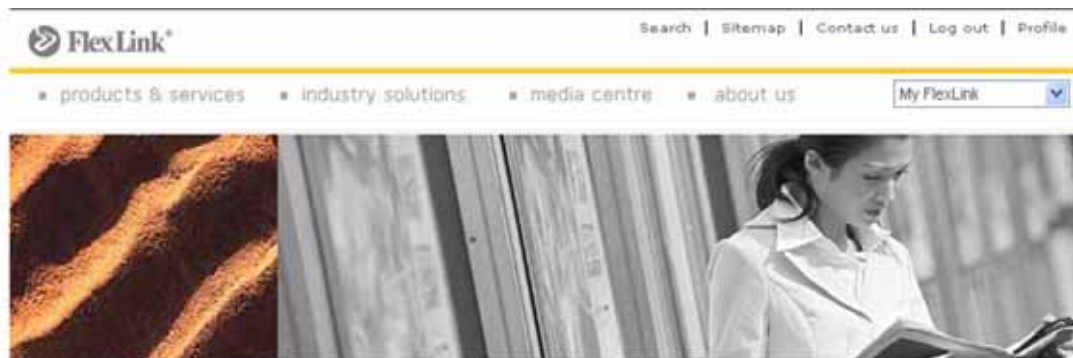 Search | Sitemap | Contact us | Log out | Profile
FlexLink®
products & services industry solutions media centre about us My FlexLink